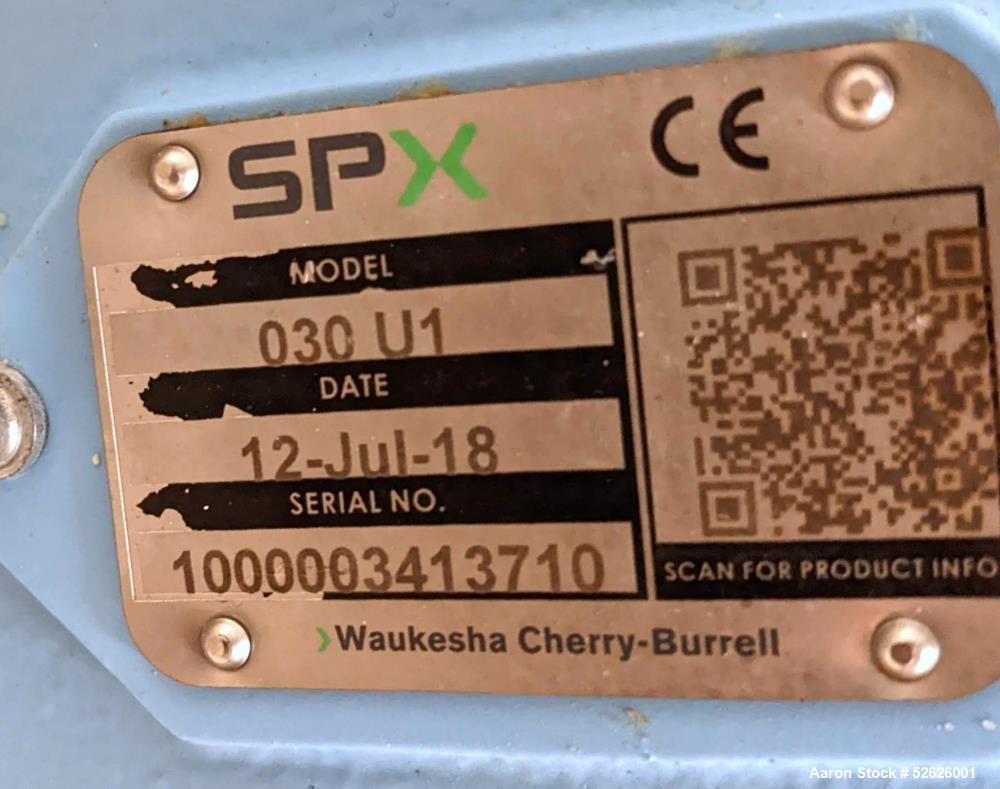 SPX
CE
MODEL
030 U1
DATE
12-Jul-18
SERIAL NO.
1000003413710
SCAN FOR PRODUCT INFO
Waukesha Cherry-Burrell
Aaron Stock # 52626001